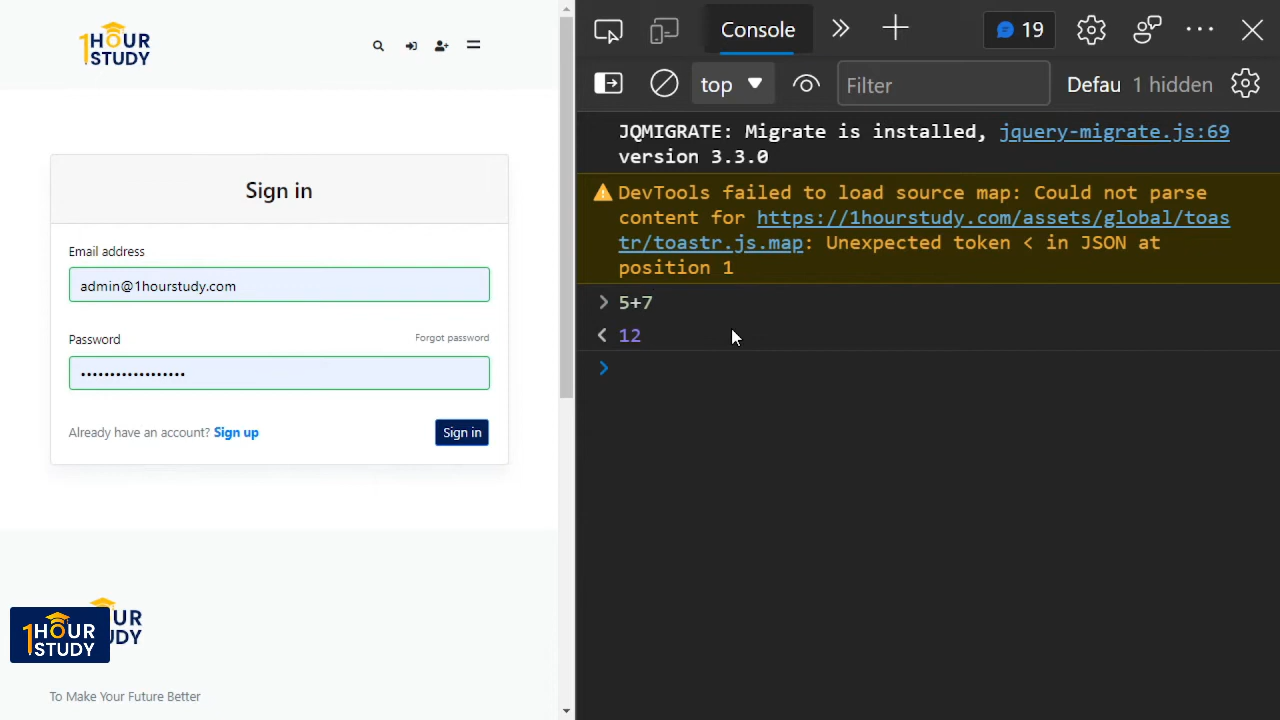 1HOUR
STUDY
Sign in
Email address
admin@1hourstudy.com
Password
Forgot password
••••••••••••••••••
Already have an account? Sign up
Sign in
OUR
UDY
1HOUR
STUDY
To Make Your Future Better
Console
19
top
Filter
Defau
1 hidden
JQMIGRATE: Migrate is installed, jquery-migrate.js:69
version 3.3.0
DevTools failed to load source map: Could not parse
content for https://1hourstudy.com/assets/global/toas
tr/toastr.js.map: Unexpected token < in JSON at
position 1
> 5+7
< 12
>